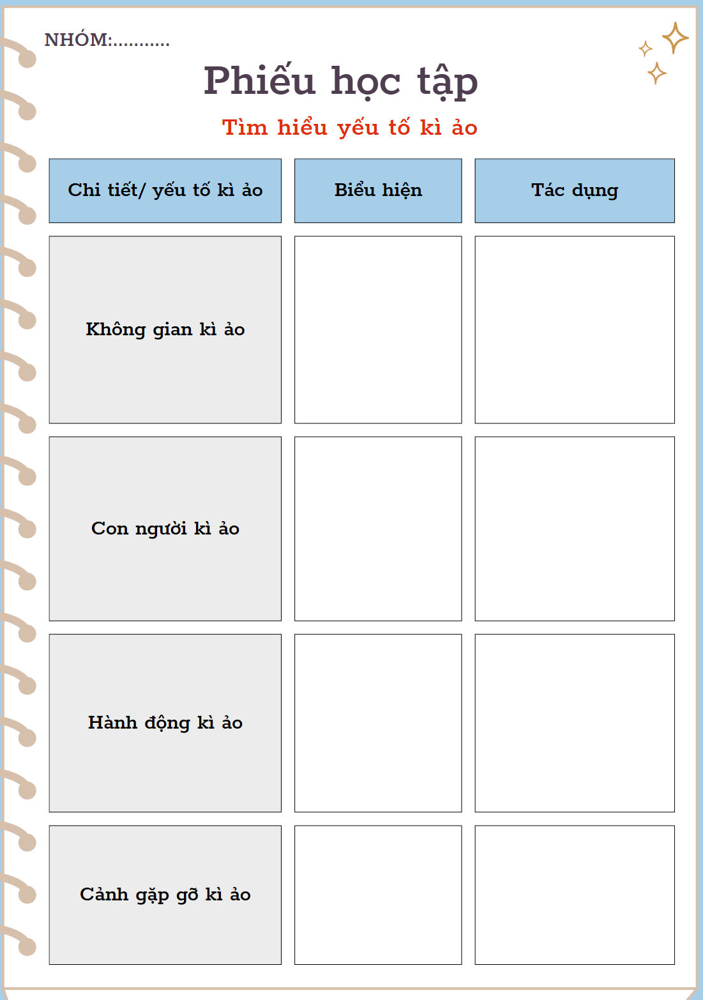 NHÓM:...........
Phiếu học tập
Tìm hiểu yếu tố kì ảo
Chi tiết/ yếu tố kì ảo
Biểu hiện
Tác dụng
Không gian kì ảo
Con người kì ảo
Hành động kì ảo
Cảnh gặp gỡ kì ảo